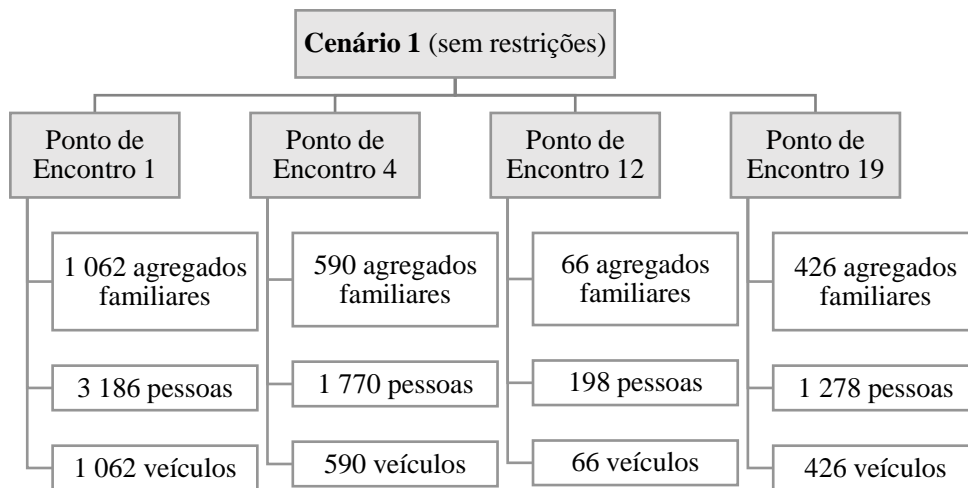 Cenário 1 (sem restrições)
Ponto de
Encontro 1
Ponto de
Encontro 4
Ponto de
Encontro 12
Ponto de
Encontro 19
1 062 agregados
familiares
590 agregados
familiares
66 agregados
familiares
426 agregados
familiares
3 186 pessoas
1 770 pessoas
198 pessoas
1 278 pessoas
1 062 veículos
590 veículos
66 veículos
426 veículos